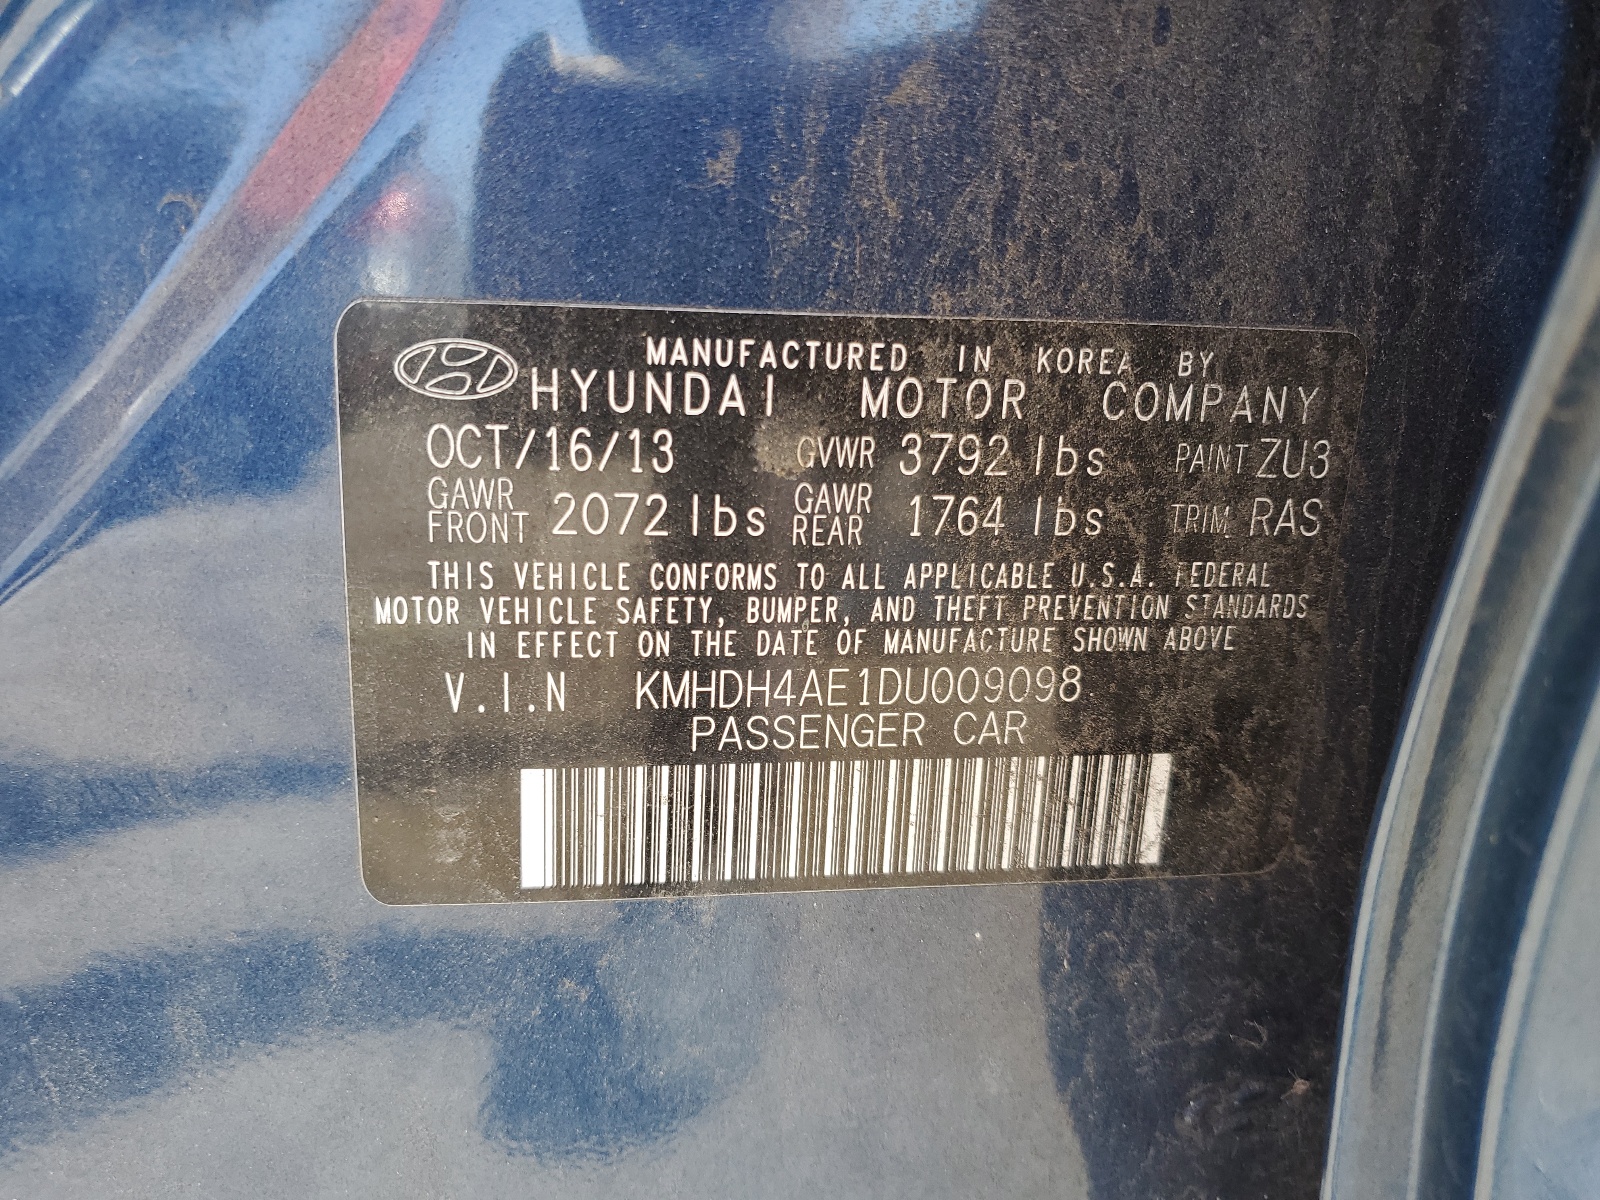 MANUFACTURED IN KOREA BY
HYUNDAI MOTOR COMPANY
OCT/16/13 GVWR 3792 lbs PAINT ZU3
GAWR FRONT 2072 lbs GAWR REAR 1764 lbs TRIM RAS
THIS VEHICLE CONFORMS TO ALL APPLICABLE U.S.A. FEDERAL
MOTOR VEHICLE SAFETY, BUMPER, AND THEFT PREVENTION STANDARDS
IN EFFECT ON THE DATE OF MANUFACTURE SHOWN ABOVE
V.I.N KMHDH4AE1DU009098
PASSENGER CAR